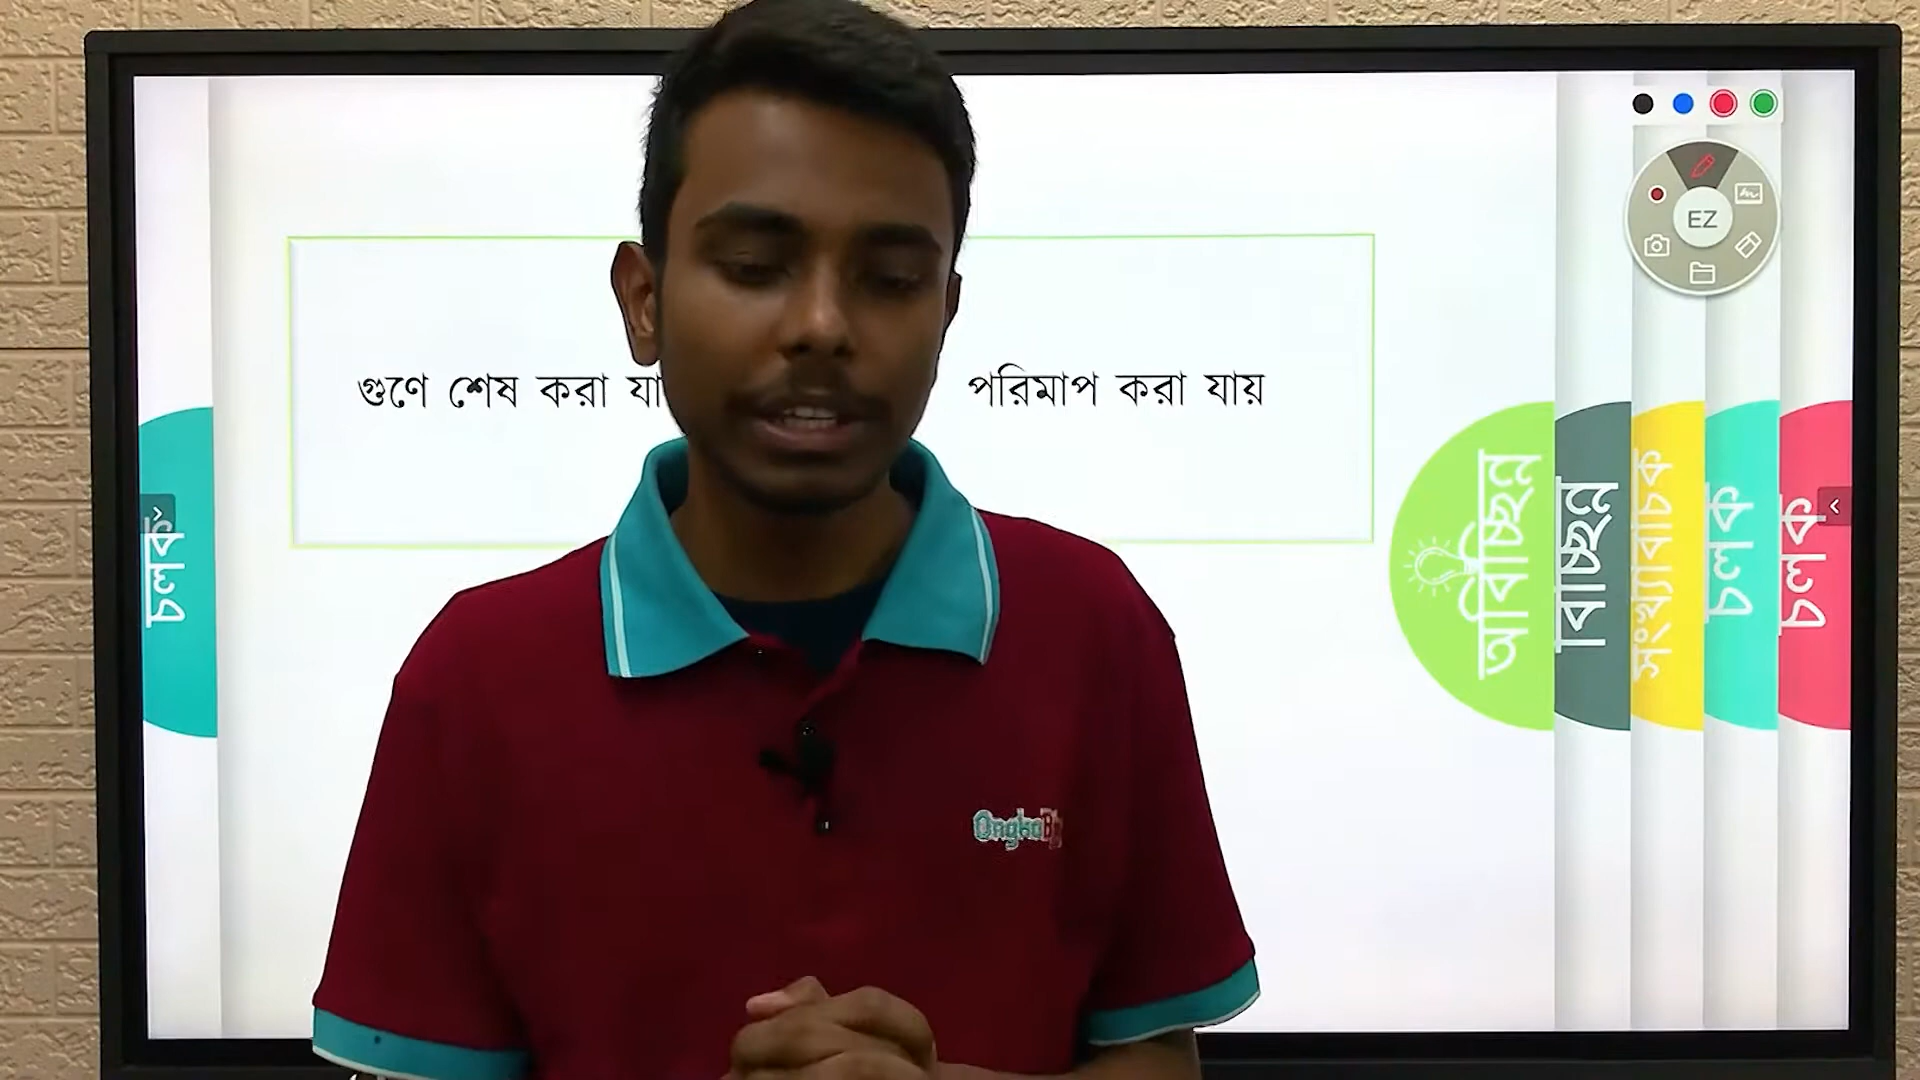 গুণে শেষ করা
পরিমাপ করা যায়
EZ
চলক
অবিচ্ছিন্ন
বিচ্ছিন্ন
সংখ্যাবাচক
চলক
চলক